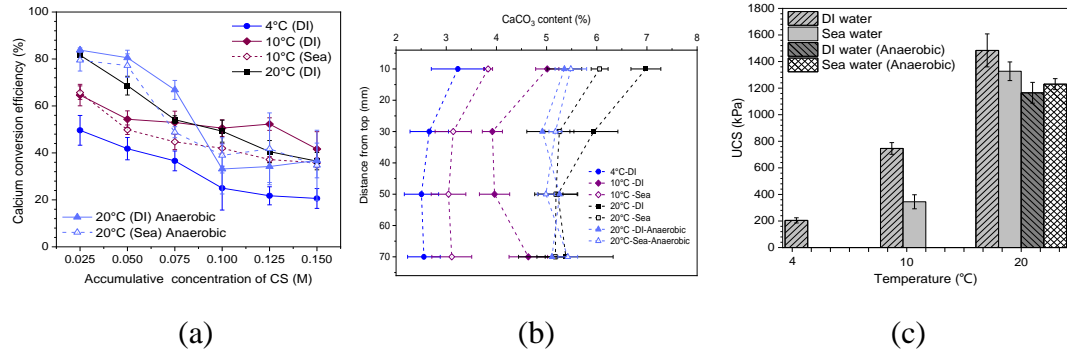 (a)
Calcium conversion efficiency (%)
100
80
60
40
20
0
4°C (DI)
10°C (DI)
10°C (Sea)
20°C (DI)
20°C (DI) Anaerobic
20°C (Sea) Anaerobic
0.025 0.050 0.075 0.100 0.125 0.150
Accumulative concentration of CS (M)
(a)
b
CaCO₃ content (%)
2 3 4 5 6 7 8
Distance from top (mm)
10
20
30
40
50
60
70
4°C-DI
10°C -DI
10°C -Sea
20°C -DI
20°C -Sea
20°C -DI-Anaerobic
20°C-Sea-Anaerobic
(b)
c
UCS (kPa)
1800
1600
1400
1200
1000
800
600
400
200
0
DI water
Sea water
DI water (Anaerobic)
Sea water (Anaerobic)
4 10 20
Temperature (℃)
(c)